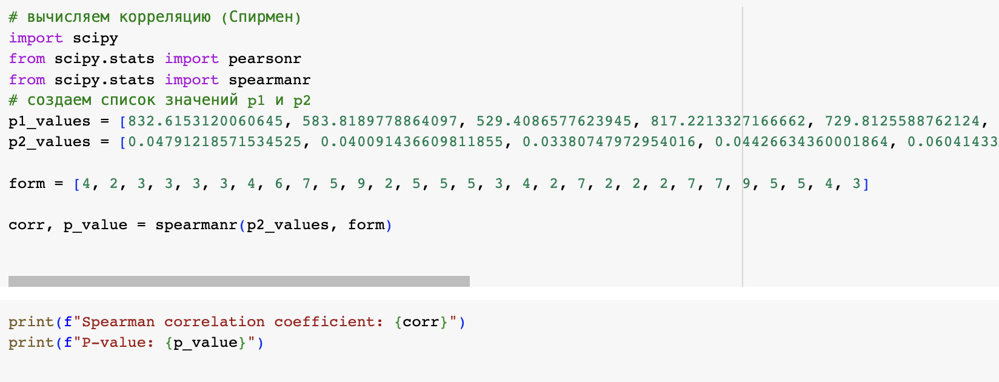 # вычисляем корреляцию (Спирмен)
import scipy
from scipy.stats import pearsonr
from scipy.stats import spearmanr
# создаем список значений p1 и p2
p1_values = [832.6153120060645, 583.8189778864097, 529.4086577623945, 817.2213327166662, 729.8125588762124,
p2_values = [0.04791218571534525, 0.040091436609811855, 0.03380747972954016, 0.04426634360001864, 0.06041433
form = [4, 2, 3, 3, 3, 3, 4, 6, 7, 5, 9, 2, 5, 5, 5, 3, 4, 2, 7, 2, 2, 2, 7, 7, 9, 5, 5, 4, 3]
corr, p_value = spearmanr(p2_values, form)
print(f"Spearman correlation coefficient: {corr}")
print(f"P-value: {p_value}")